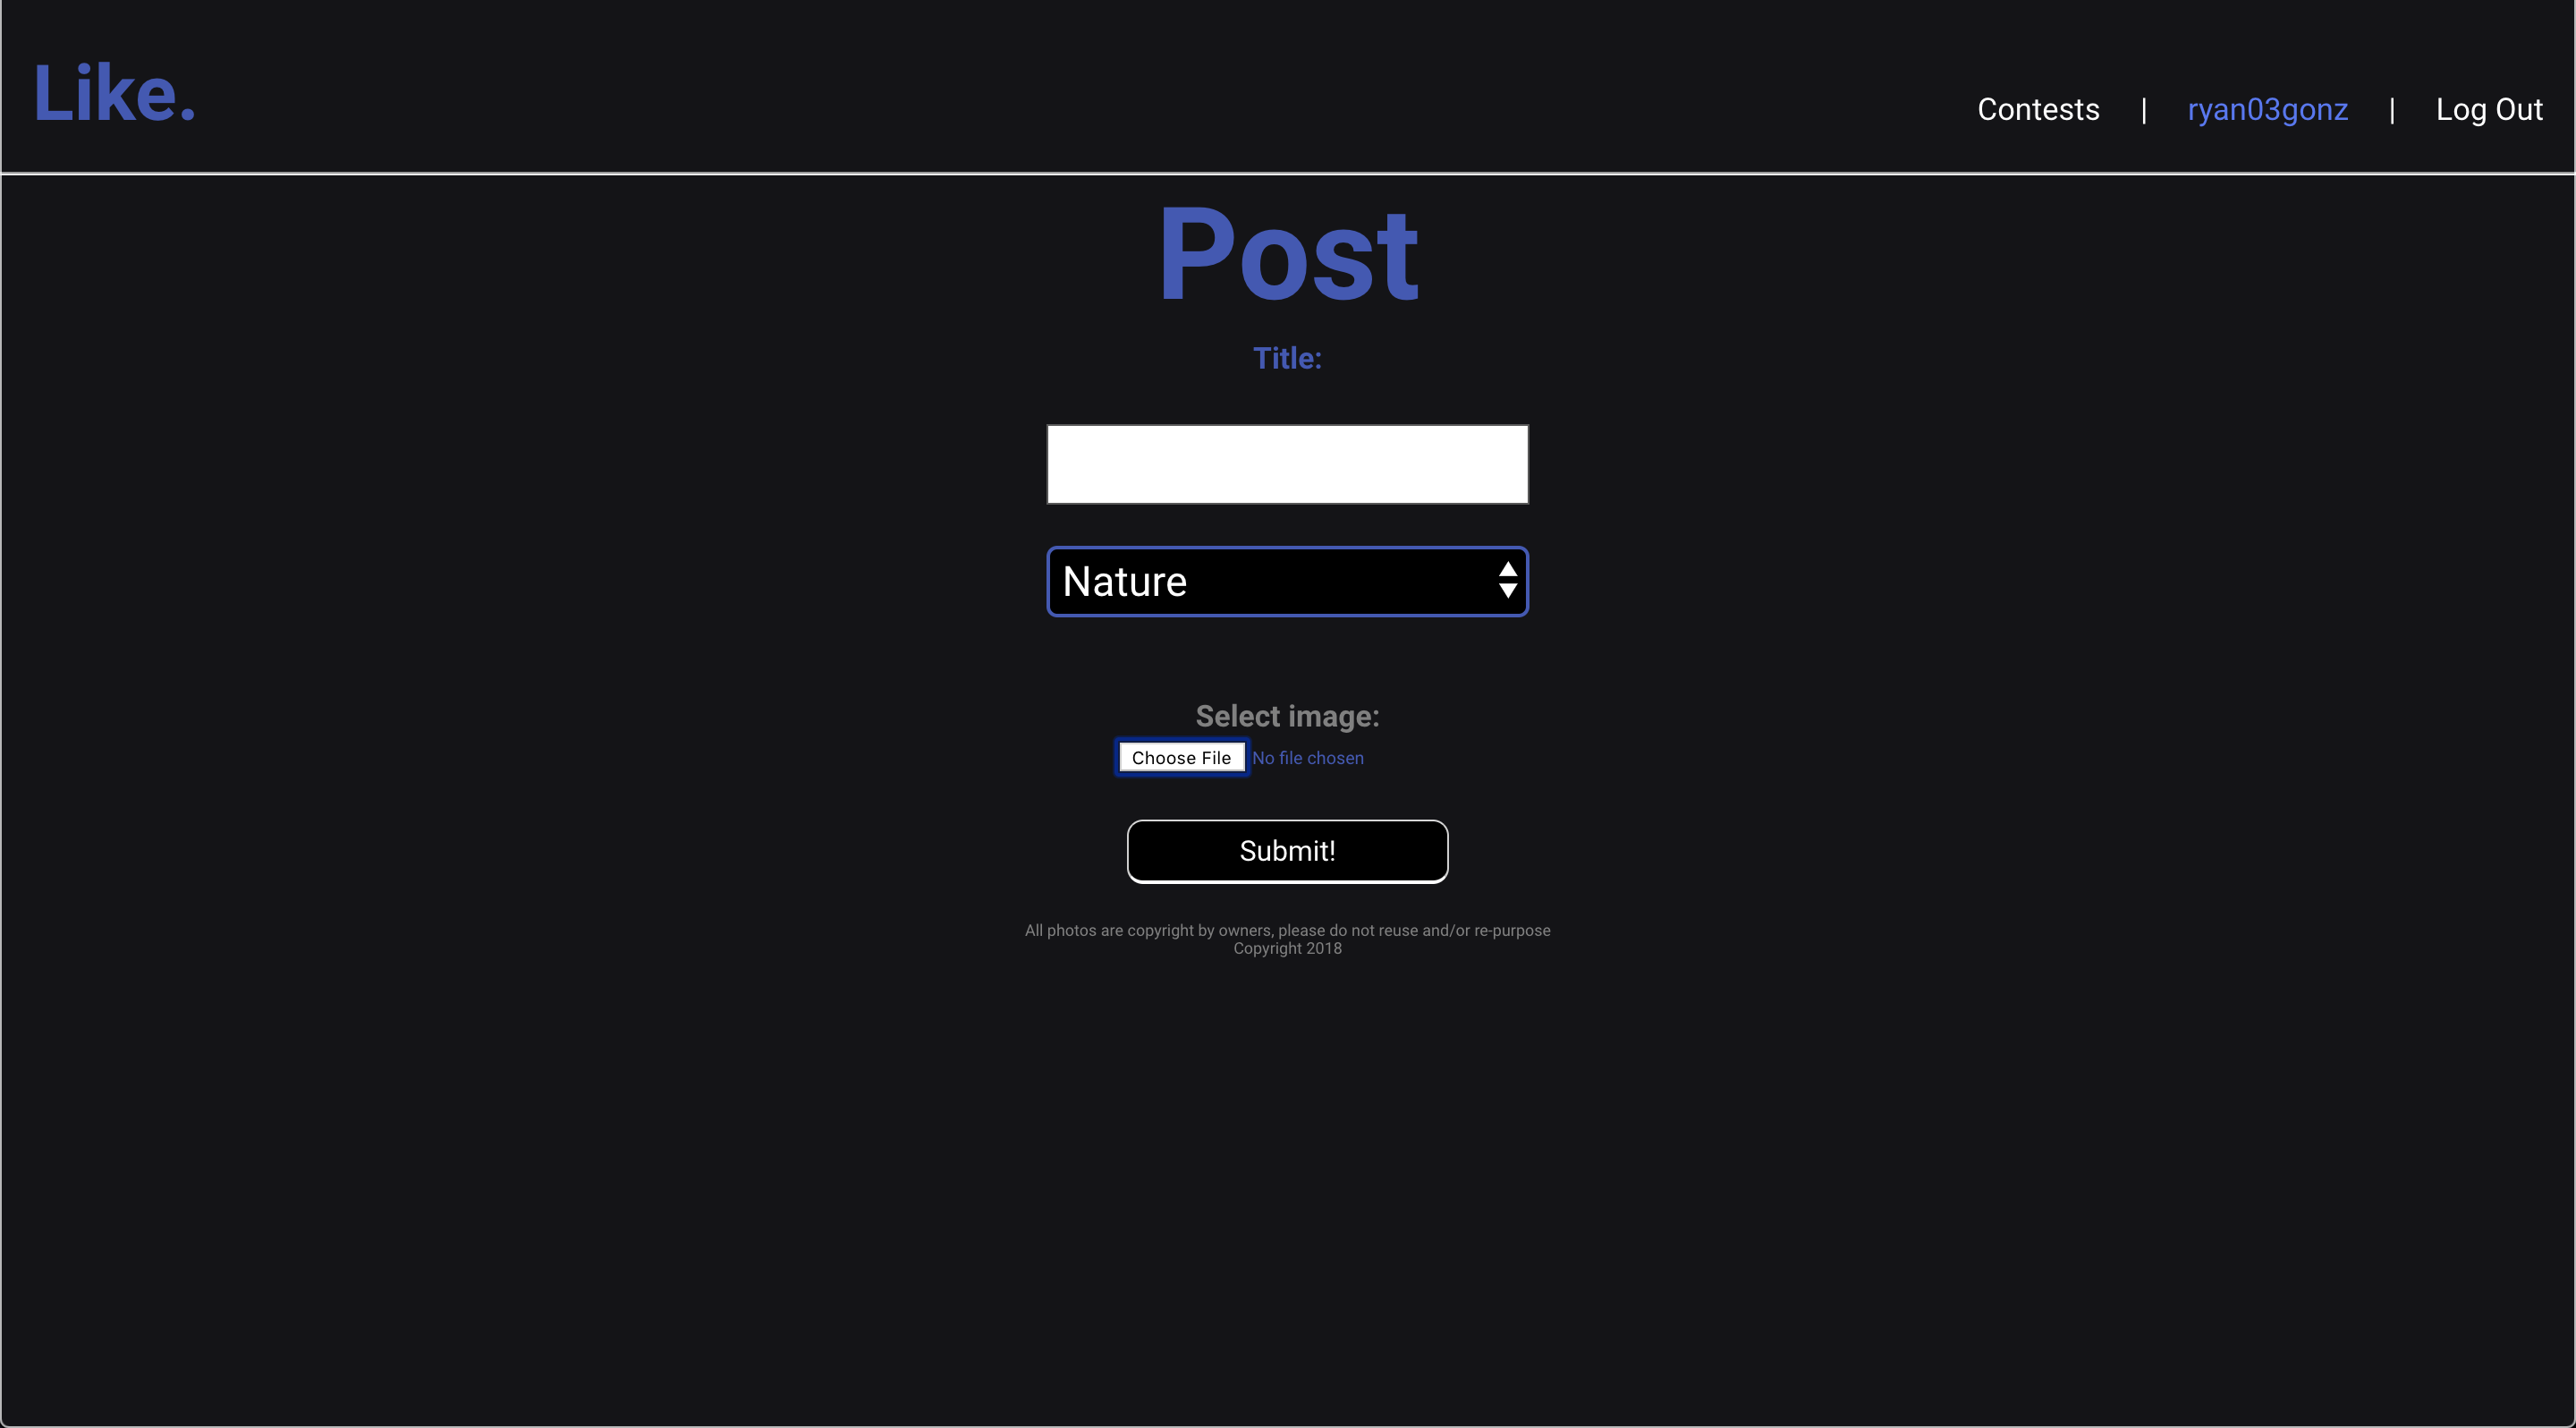 Like.
Contests | ryan03gonz | Log Out
Post
Title:
Nature
Select image:
Choose File No file chosen
Submit!
All photos are copyright by owners, please do not reuse and/or re-purpose
Copyright 2018